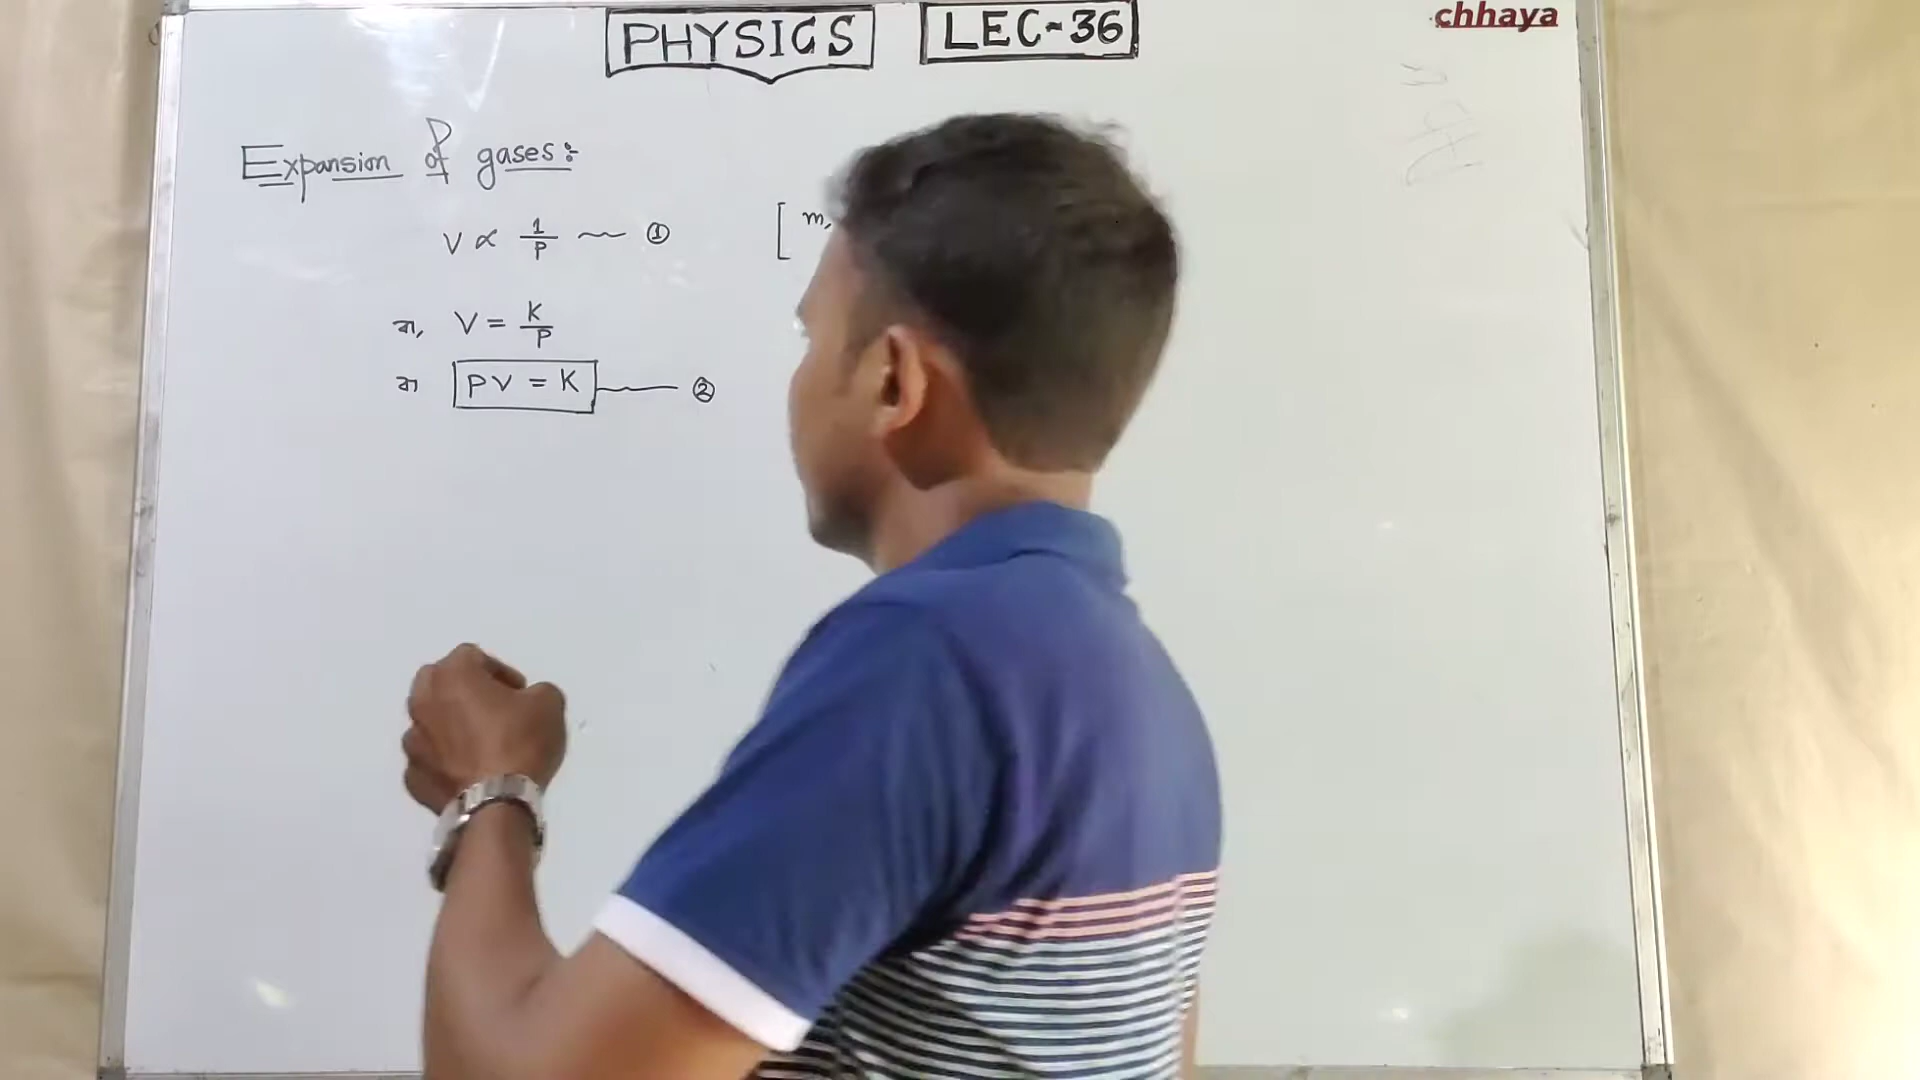 PHYSICS LEC-36
chhaya
Expansion of gases:-
V ∝ 1/P ~~ ①
[ m,
বা, V = K/P
বা PV = K —— ②